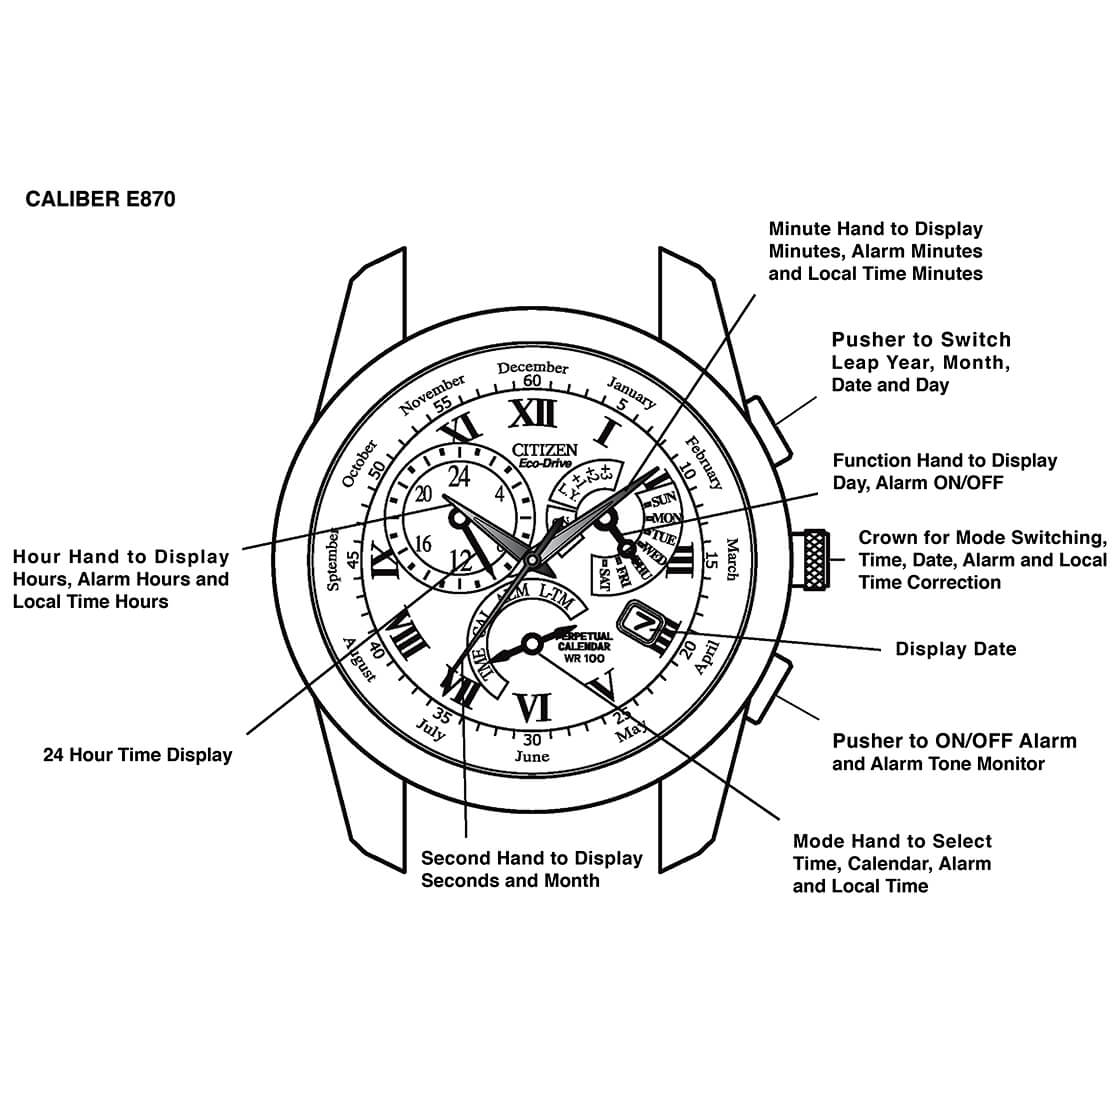 CALIBER E870
Minute Hand to Display
Minutes, Alarm Minutes
and Local Time Minutes
Pusher to Switch
Leap Year, Month,
Date and Day
Function Hand to Display
Day, Alarm ON/OFF
Crown for Mode Switching,
Time, Date, Alarm and Local
Time Correction
Display Date
Pusher to ON/OFF Alarm
and Alarm Tone Monitor
Mode Hand to Select
Time, Calendar, Alarm
and Local Time
Second Hand to Display
Seconds and Month
24 Hour Time Display
Hour Hand to Display
Hours, Alarm Hours and
Local Time Hours
December
January
February
March
April
May
June
July
August
Sptember
October
November
60
5
10
15
20
25
30
35
40
45
50
55
XII
I
III
IIII
V
VI
VII
VIII
IX
XI
CITIZEN
Eco-Drive
24
4
12
16
20
L.Y.
+1
+2
+3
SUN
MON
TUE
WED
THU
FRI
SAT
7
L-TM
TME
PERPETUAL
CALENDAR
WR 100